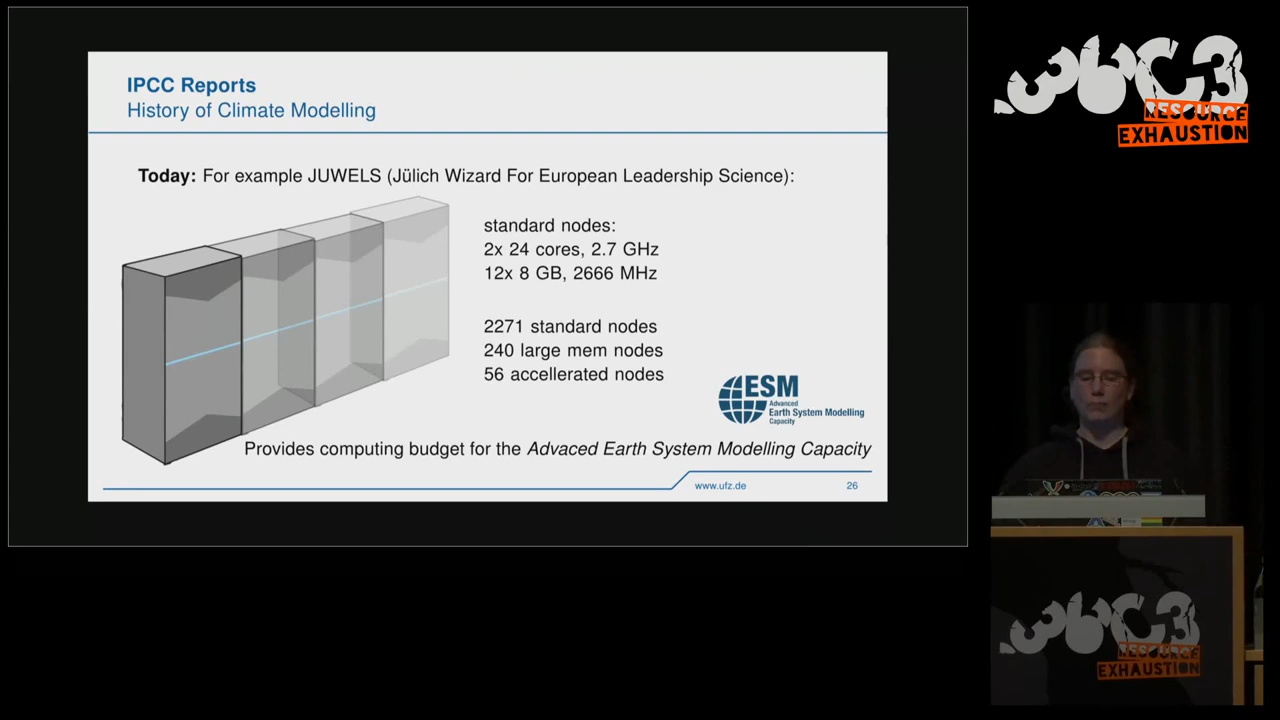 IPCC Reports
History of Climate Modelling
Today: For example JUWELS (Jülich Wizard For European Leadership Science):
standard nodes:
2x 24 cores, 2.7 GHz
12x 8 GB, 2666 MHz
2271 standard nodes
240 large mem nodes
56 accellerated nodes
ESM
Advanced
Earth System Modelling
Capacity
Provides computing budget for the Advaced Earth System Modelling Capacity
www.ufz.de
26
36C3
RESOURCE
EXHAUSTION
36C3
RESOURCE
EXHAUSTION